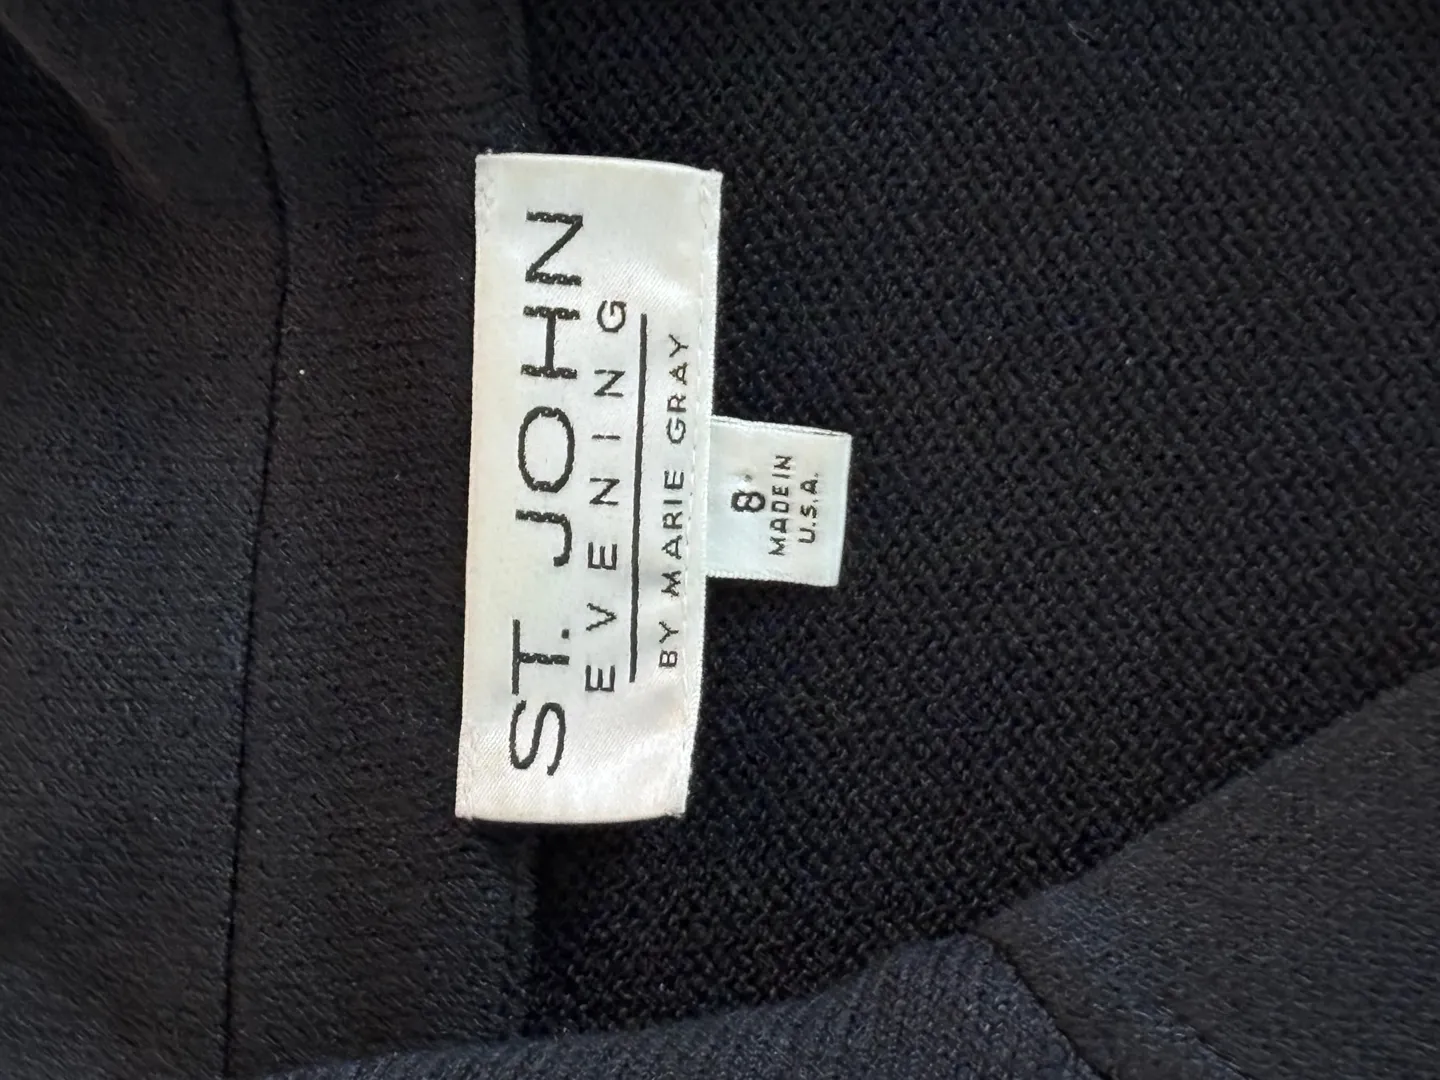 ST. JOHN
EVENING
BY MARIE GRAY
8
MADE IN
U.S.A.